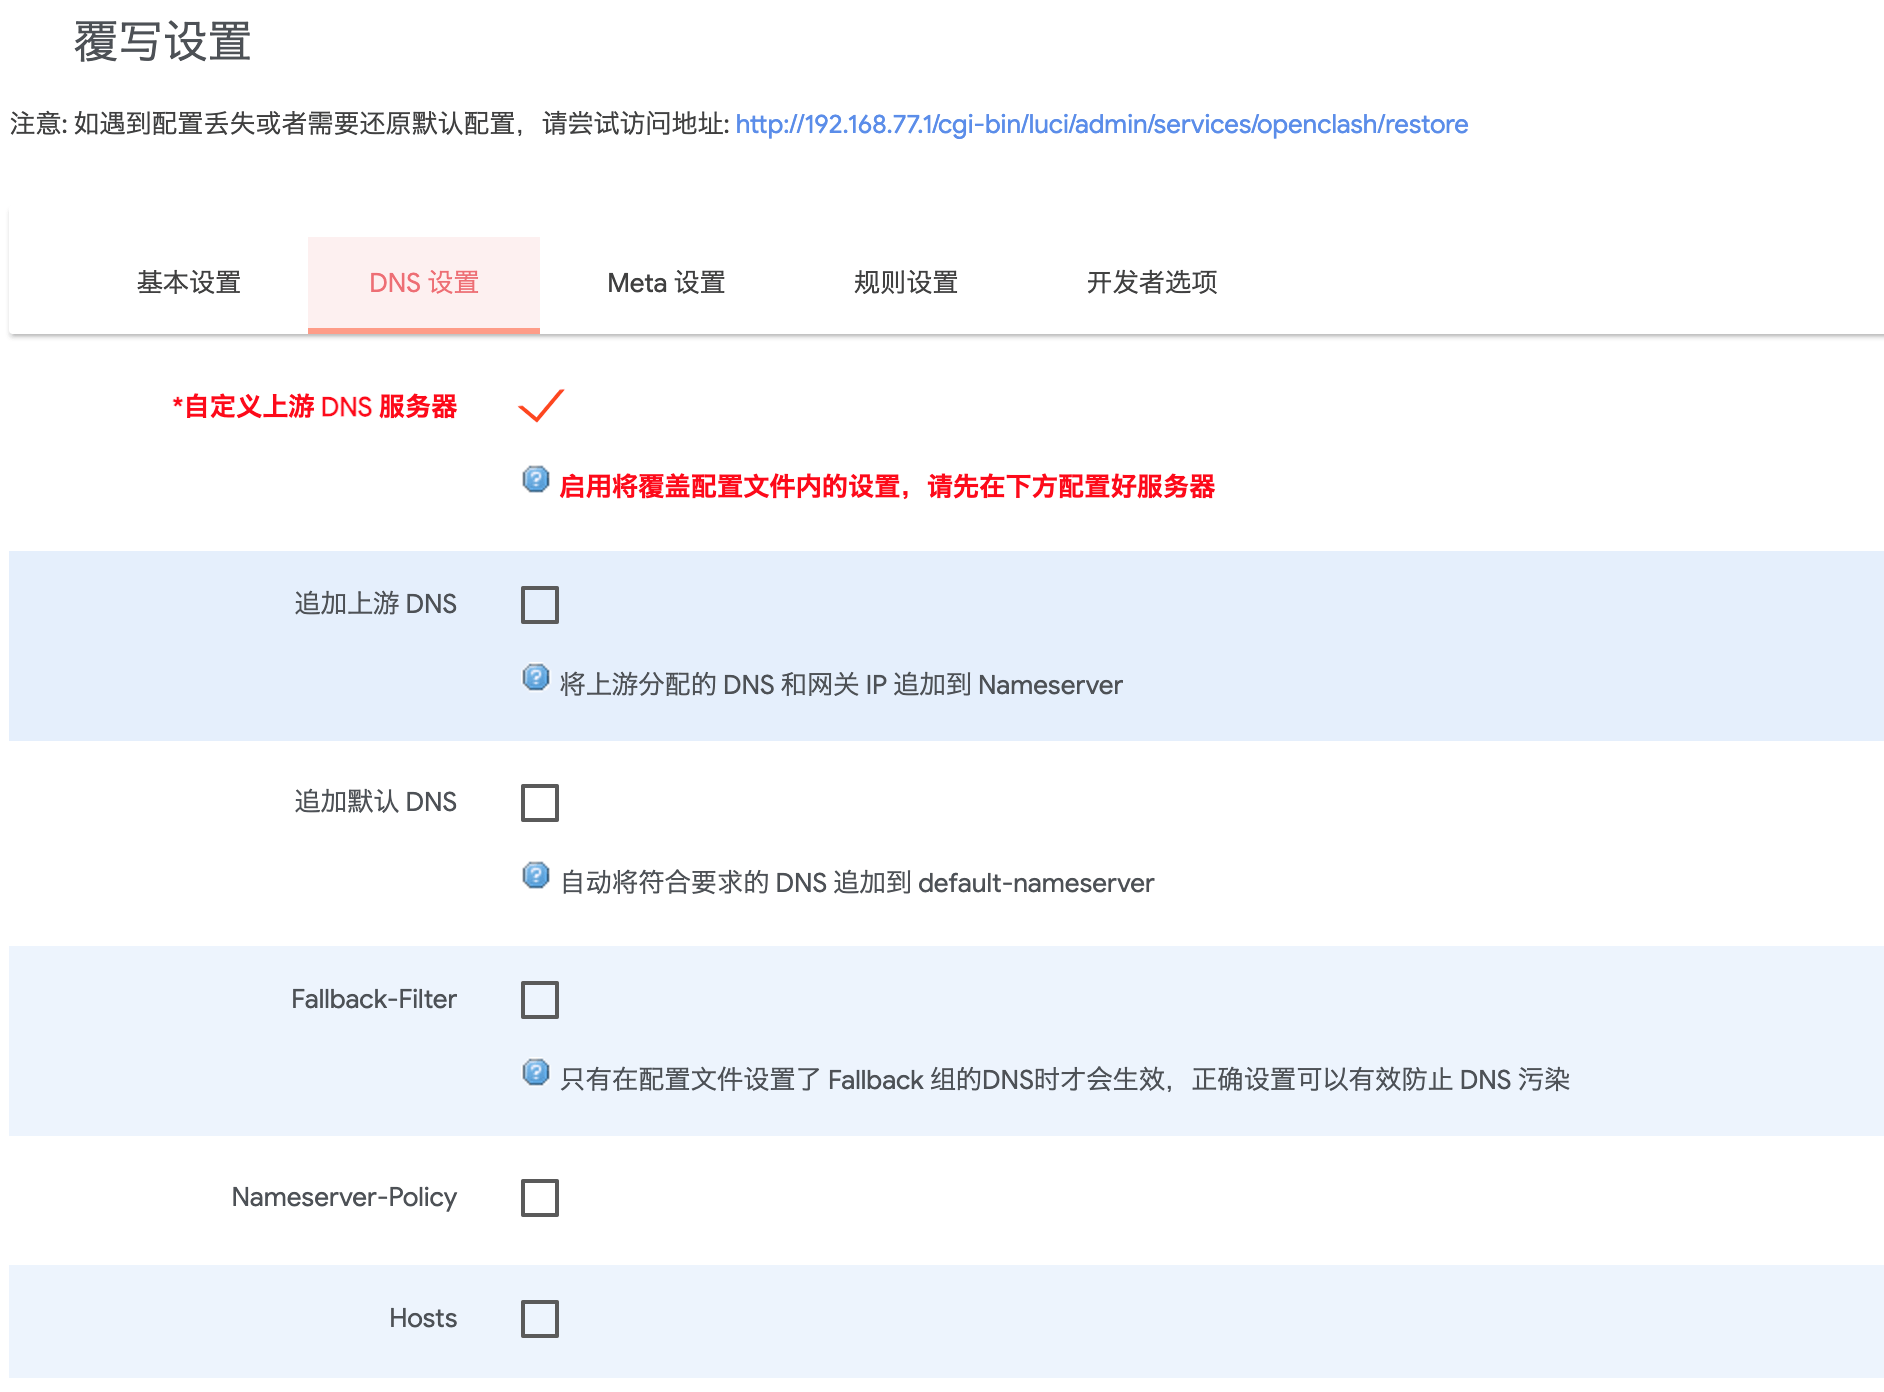 覆写设置
注意: 如遇到配置丢失或者需要还原默认配置，请尝试访问地址: http://192.168.77.1/cgi-bin/luci/admin/services/openclash/restore
基本设置 DNS 设置 Meta 设置 规则设置 开发者选项
*自定义上游 DNS 服务器
启用将覆盖配置文件内的设置，请先在下方配置好服务器
追加上游 DNS
将上游分配的 DNS 和网关 IP 追加到 Nameserver
追加默认 DNS
自动将符合要求的 DNS 追加到 default-nameserver
Fallback-Filter
只有在配置文件设置了 Fallback 组的DNS时才会生效，正确设置可以有效防止 DNS 污染
Nameserver-Policy
Hosts